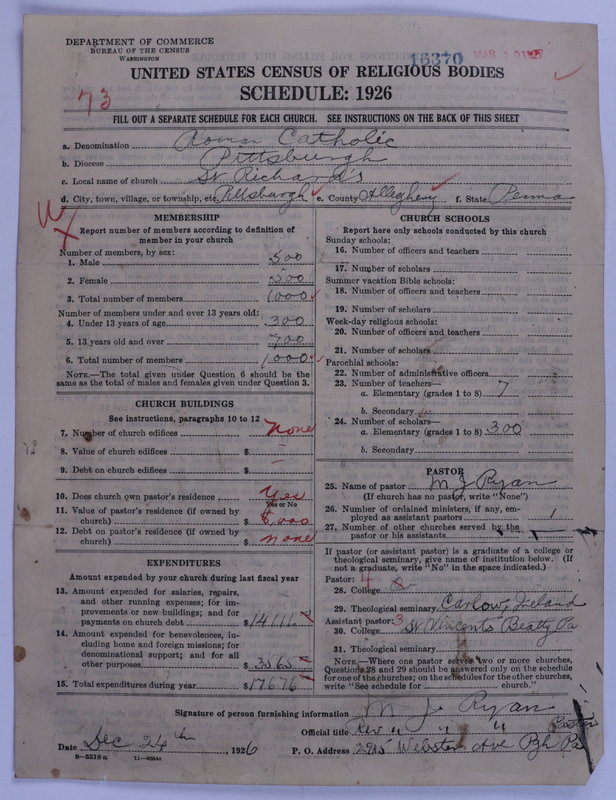 DEPARTMENT OF COMMERCE
BUREAU OF THE CENSUS
WASHINGTON
16370
UNITED STATES CENSUS OF RELIGIOUS BODIES
73
SCHEDULE: 1926
FILL OUT A SEPARATE SCHEDULE FOR EACH CHURCH. SEE INSTRUCTIONS ON THE BACK OF THIS SHEET
a. Denomination Roman Catholic
b. Diocese Pittsburgh
c. Local name of church St. Richard's
d. City, town, village, or township, etc. Pittsburgh e. County Allegheny f. State Penna
MEMBERSHIP
Report number of members according to definition of
member in your church
Number of members, by sex:
1. Male 500
2. Female 500
3. Total number of members 1000
Number of members under and over 13 years old:
4. Under 13 years of age 300
5. 13 years old and over 700
6. Total number of members 1000
NOTE.—The total given under Question 6 should be the
same as the total of males and females given under Question 3.
CHURCH BUILDINGS
See instructions, paragraphs 10 to 12
7. Number of church edifices none
8. Value of church edifices $ —
9. Debt on church edifices $
10. Does church own pastor's residence Yes
Yes or No
11. Value of pastor's residence (if owned by
church) $ 8,000
12. Debt on pastor's residence (if owned by
church) $ none
EXPENDITURES
Amount expended by your church during last fiscal year
13. Amount expended for salaries, repairs,
and other running expenses; for im-
provements or new buildings; and for
payments on church debt $ 14111
14. Amount expended for benevolences, in-
cluding home and foreign missions; for
denominational support; and for all
other purposes $ 3565
15. Total expenditures during year $ 17676
CHURCH SCHOOLS
Report here only schools conducted by this church
Sunday schools:
16. Number of officers and teachers
17. Number of scholars
Summer vacation Bible schools:
18. Number of officers and teachers
19. Number of scholars
Week-day religious schools:
20. Number of officers and teachers
21. Number of scholars
Parochial schools:
22. Number of administrative officers
23. Number of teachers—
a. Elementary (grades 1 to 8) 7
b. Secondary
24. Number of scholars—
a. Elementary (grades 1 to 8) 300
b. Secondary
PASTOR
25. Name of pastor M J Ryan
(If church has no pastor, write "None")
26. Number of ordained ministers, if any, em-
ployed as assistant pastors 1
27. Number of other churches served by the
pastor or his assistants
If pastor (or assistant pastor) is a graduate of a college or
theological seminary, give name of institution below. (If
not a graduate, write "No" in the space indicated.)
Pastor: 4
28. College
29. Theological seminary Carlow, Ireland
Assistant pastor: 3
30. College St Vincents Beatty Pa
31. Theological seminary
NOTE.—Where one pastor serves two or more churches,
Questions 28 and 29 should be answered only on the schedule
for one of the churches; on the schedules for the other churches,
write "See schedule for church."
Signature of person furnishing information M J Ryan
Official title Rev " " " Pastor
Date Dec 24th, 1926 P. O. Address Webster Ave Pgh Pa
8—5518a 11—90864